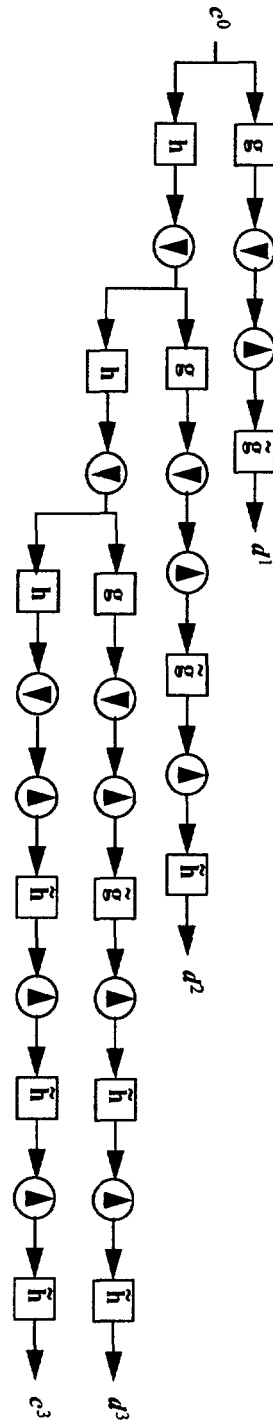 g g̃ d¹
c⁰
h g g̃ h̃ d²
h g g̃ h̃ h̃ d³
h h̃ h̃ h̃ c³